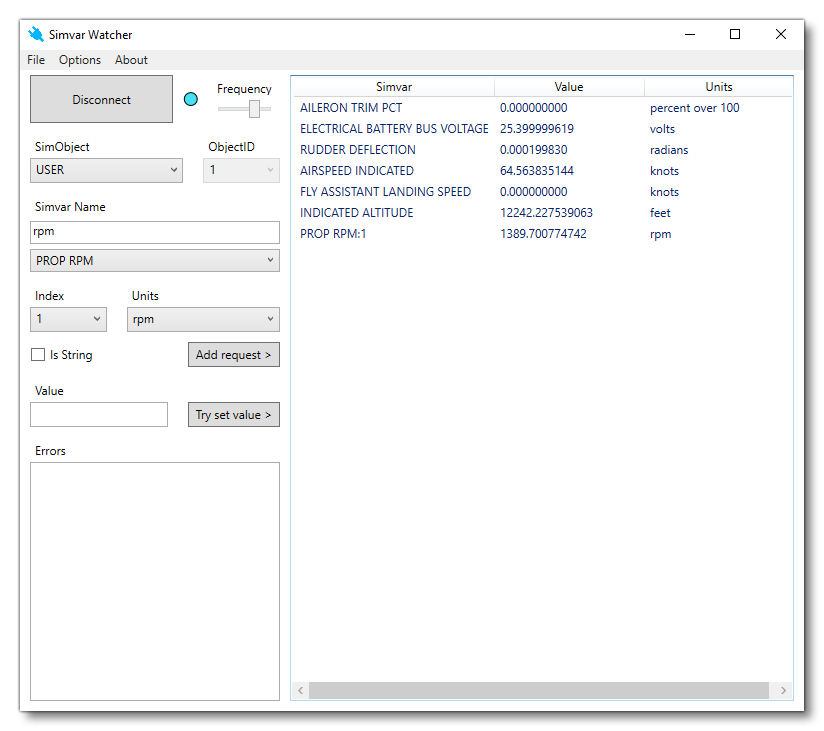 Simvar Watcher
File Options About
Disconnect
Frequency
SimObject ObjectID
USER 1
Simvar Name
rpm
PROP RPM
Index Units
1 rpm
Is String Add request >
Value
Try set value >
Errors
Simvar Value Units
AILERON TRIM PCT 0.000000000 percent over 100
ELECTRICAL BATTERY BUS VOLTAGE 25.399999619 volts
RUDDER DEFLECTION 0.000199830 radians
AIRSPEED INDICATED 64.563835144 knots
FLY ASSISTANT LANDING SPEED 0.000000000 knots
INDICATED ALTITUDE 12242.227539063 feet
PROP RPM:1 1389.700774742 rpm